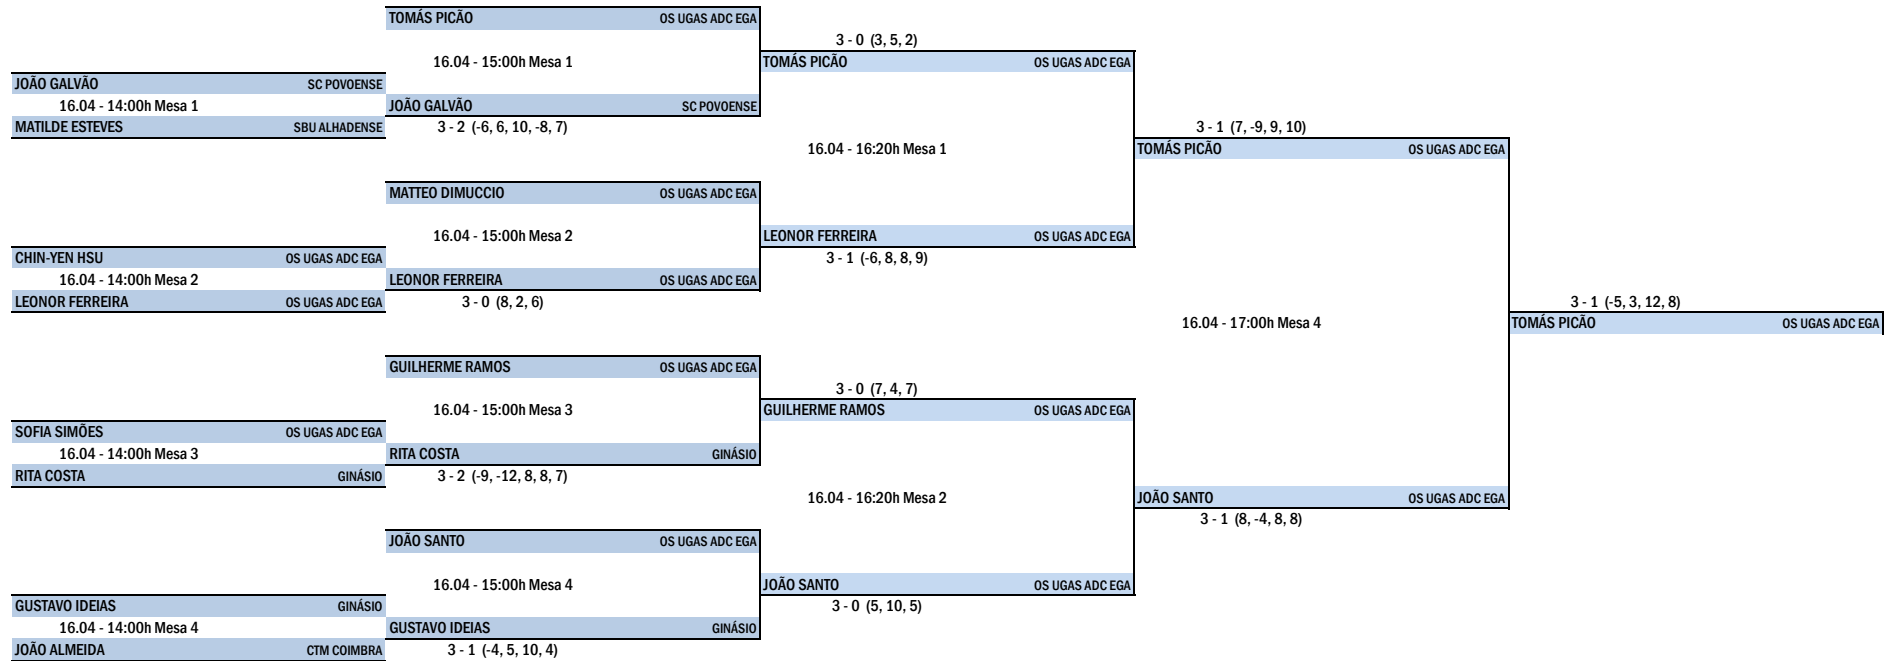 TOMÁS PICÃO OS UGAS ADC EGA
3 - 0 (3, 5, 2)
16.04 - 15:00h Mesa 1
TOMÁS PICÃO OS UGAS ADC EGA
JOÃO GALVÃO SC POVOENSE
16.04 - 14:00h Mesa 1
JOÃO GALVÃO SC POVOENSE
MATILDE ESTEVES SBU ALHADENSE
3 - 2 (-6, 6, 10, -8, 7)
3 - 1 (7, -9, 9, 10)
16.04 - 16:20h Mesa 1
TOMÁS PICÃO OS UGAS ADC EGA
MATTEO DIMUCCIO OS UGAS ADC EGA
16.04 - 15:00h Mesa 2
LEONOR FERREIRA OS UGAS ADC EGA
CHIN-YEN HSU OS UGAS ADC EGA
3 - 1 (-6, 8, 8, 9)
16.04 - 14:00h Mesa 2
LEONOR FERREIRA OS UGAS ADC EGA
LEONOR FERREIRA OS UGAS ADC EGA
3 - 0 (8, 2, 6)
3 - 1 (-5, 3, 12, 8)
16.04 - 17:00h Mesa 4
TOMÁS PICÃO OS UGAS ADC EGA
GUILHERME RAMOS OS UGAS ADC EGA
3 - 0 (7, 4, 7)
16.04 - 15:00h Mesa 3
GUILHERME RAMOS OS UGAS ADC EGA
SOFIA SIMÕES OS UGAS ADC EGA
16.04 - 14:00h Mesa 3
RITA COSTA GINÁSIO
RITA COSTA GINÁSIO
3 - 2 (-9, -12, 8, 8, 7)
16.04 - 16:20h Mesa 2
JOÃO SANTO OS UGAS ADC EGA
3 - 1 (8, -4, 8, 8)
JOÃO SANTO OS UGAS ADC EGA
16.04 - 15:00h Mesa 4
JOÃO SANTO OS UGAS ADC EGA
GUSTAVO IDEIAS GINÁSIO
3 - 0 (5, 10, 5)
16.04 - 14:00h Mesa 4
GUSTAVO IDEIAS GINÁSIO
JOÃO ALMEIDA CTM COIMBRA
3 - 1 (-4, 5, 10, 4)